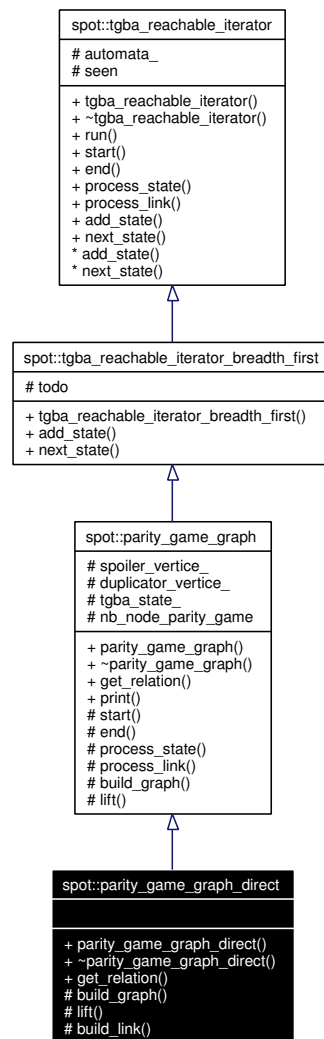 spot::tgba_reachable_iterator
# automata_
# seen
+ tgba_reachable_iterator()
+ ~tgba_reachable_iterator()
+ run()
+ start()
+ end()
+ process_state()
+ process_link()
+ add_state()
+ next_state()
* add_state()
* next_state()
spot::tgba_reachable_iterator_breadth_first
# todo
+ tgba_reachable_iterator_breadth_first()
+ add_state()
+ next_state()
spot::parity_game_graph
# spoiler_vertice_
# duplicator_vertice_
# tgba_state_
# nb_node_parity_game
+ parity_game_graph()
+ ~parity_game_graph()
+ get_relation()
+ print()
# start()
# end()
# process_state()
# process_link()
# build_graph()
# lift()
spot::parity_game_graph_direct
+ parity_game_graph_direct()
+ ~parity_game_graph_direct()
+ get_relation()
# build_graph()
# lift()
# build_link()